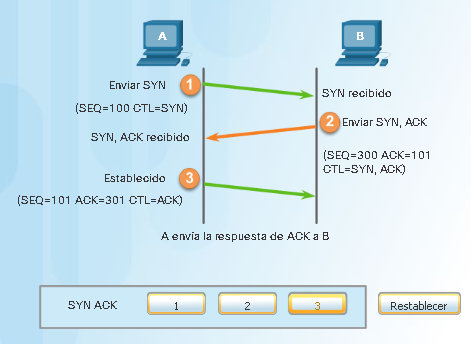 A
B
Enviar SYN
1
(SEQ=100 CTL=SYN)
SYN recibido
2
Enviar SYN, ACK
SYN, ACK recibido
(SEQ=300 ACK=101
CTL=SYN, ACK)
Establecido
3
(SEQ=101 ACK=301 CTL=ACK)
A envía la respuesta de ACK a B
SYN ACK
1
2
3
Restablecer